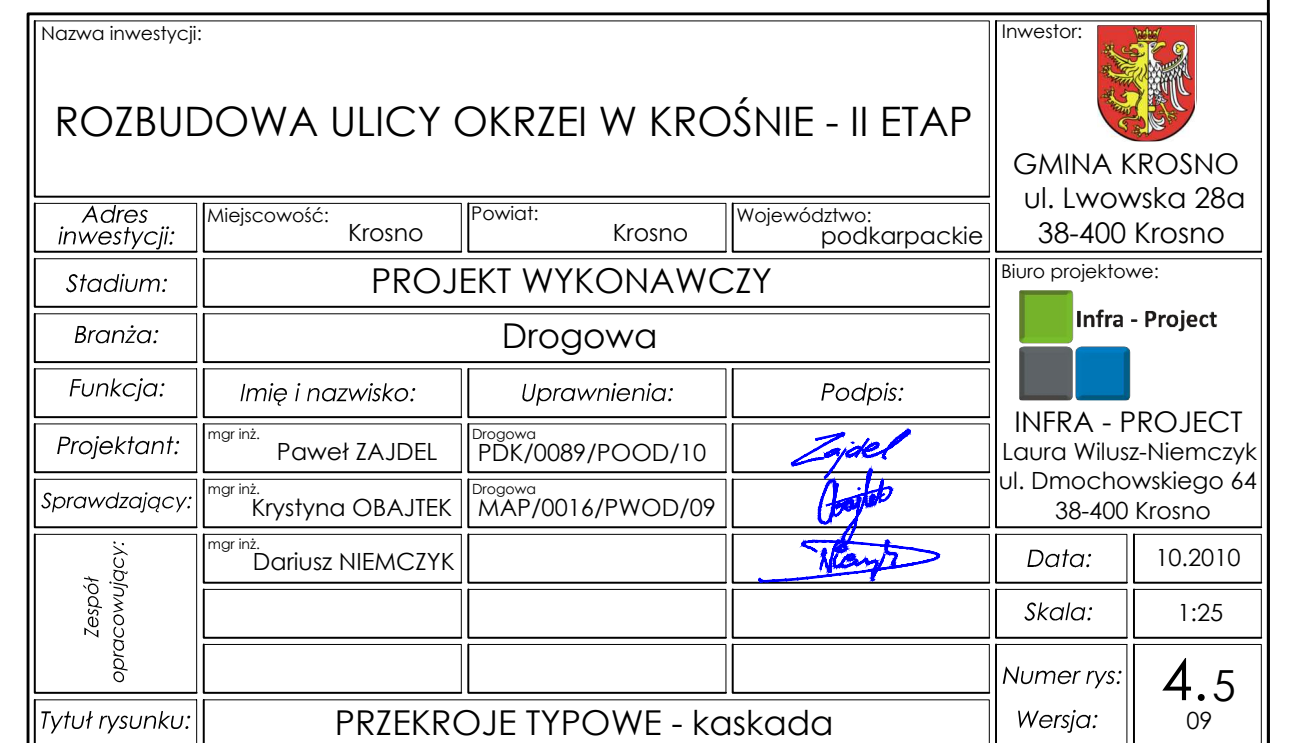 Nazwa inwestycji:
ROZBUDOWA ULICY OKRZEI W KROŚNIE - II ETAP
Inwestor:
GMINA KROSNO
ul. Lwowska 28a
38-400 Krosno
Adres
inwestycji:
Miejscowość:
Krosno
Powiat:
Krosno
Województwo:
podkarpackie
Stadium:
PROJEKT WYKONAWCZY
Biuro projektowe:
Infra - Project
INFRA - PROJECT
Laura Wilusz-Niemczyk
ul. Dmochowskiego 64
38-400 Krosno
Branża:
Drogowa
Funkcja:
Imię i nazwisko:
Uprawnienia:
Podpis:
Projektant:
mgr inż.
Paweł ZAJDEL
Drogowa
PDK/0089/POOD/10
Zajdel
Sprawdzający:
mgr inż.
Krystyna OBAJTEK
Drogowa
MAP/0016/PWOD/09
Zespół
opracowujący:
mgr inż.
Dariusz NIEMCZYK
Data:
10.2010
Skala:
1:25
Numer rys:
4.5
Wersja:
09
Tytuł rysunku:
PRZEKROJE TYPOWE - kaskada